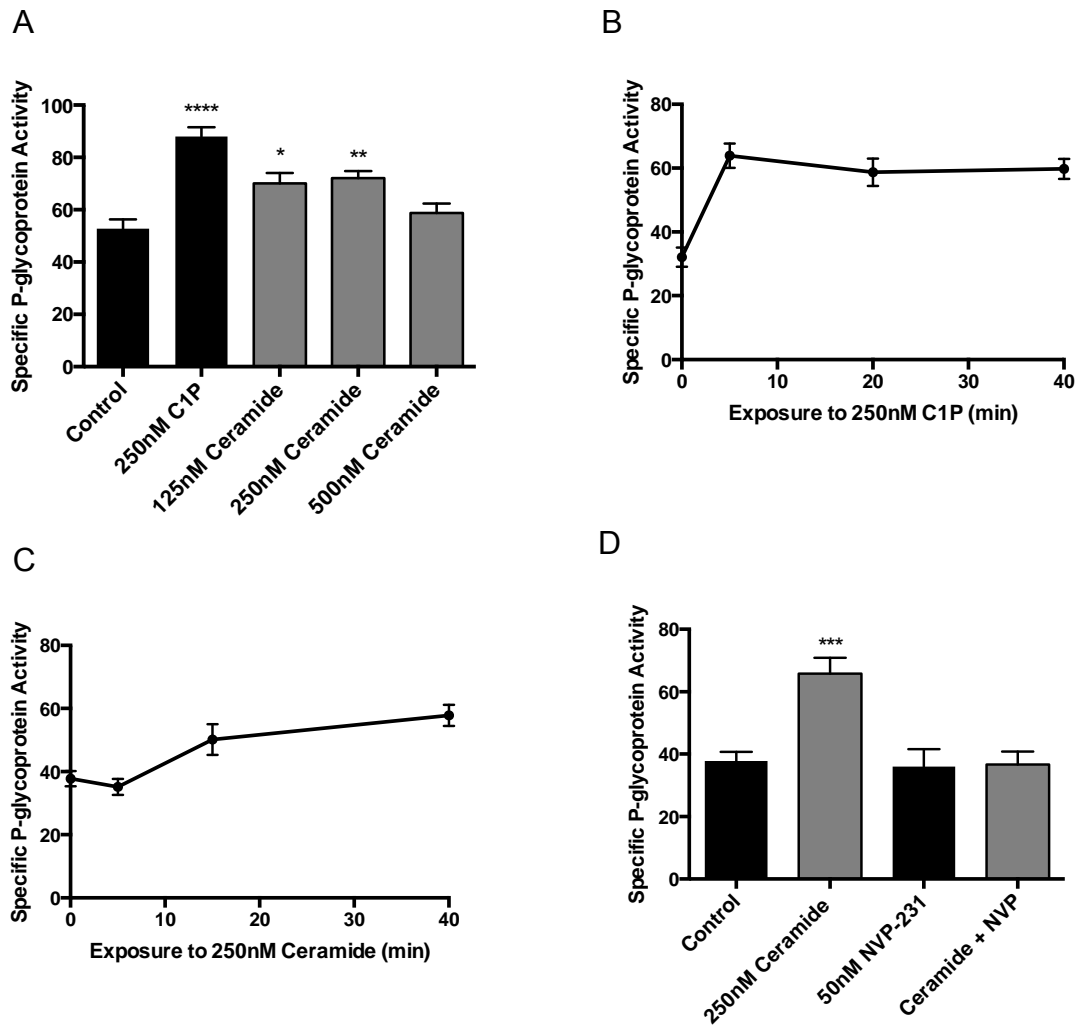 A
Specific P-glycoprotein Activity
100
80
60
40
20
0
****
*
**
Control
250nM C1P
125nM Ceramide
250nM Ceramide
500nM Ceramide
B
Specific P-glycoprotein Activity
80
60
40
20
0
0 10 20 30 40
Exposure to 250nM C1P (min)
C
Specific P-glycoprotein Activity
80
60
40
20
0
0 10 20 30 40
Exposure to 250nM Ceramide (min)
D
Specific P-glycoprotein Activity
80
60
40
20
0
***
Control
250nM Ceramide
50nM NVP-231
Ceramide + NVP